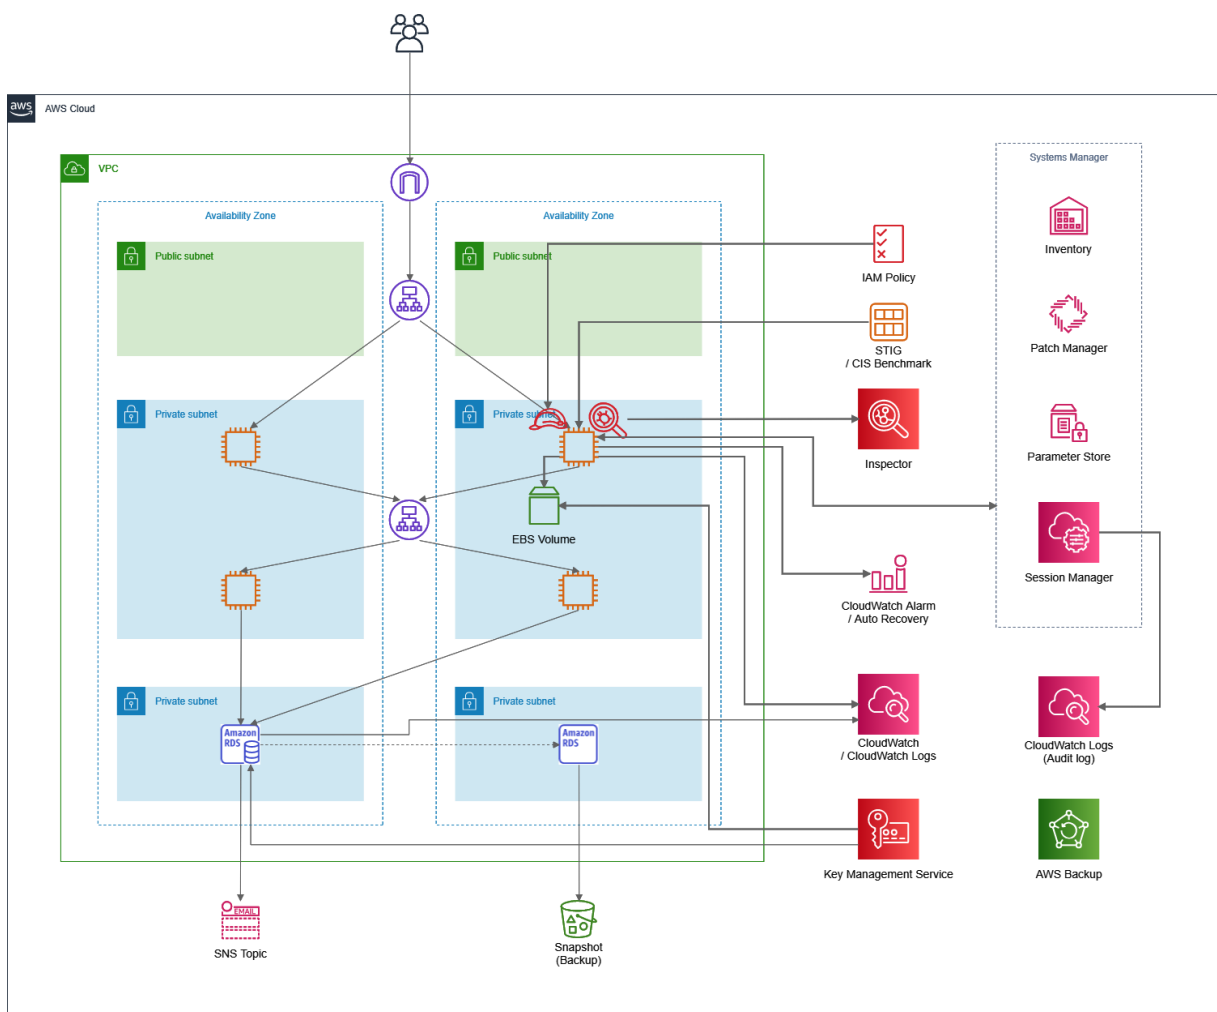 aws
AWS Cloud
VPC
Systems Manager
Availability Zone
Availability Zone
Inventory
Public subnet
Public subnet
IAM Policy
STIG
/ CIS Benchmark
Patch Manager
Private subnet
Private subnet
Inspector
Parameter Store
EBS Volume
Session Manager
CloudWatch Alarm
/ Auto Recovery
Private subnet
Private subnet
Amazon
RDS
Amazon
RDS
CloudWatch
/ CloudWatch Logs
CloudWatch Logs
(Audit log)
Key Management Service
AWS Backup
EMAIL
SNS Topic
Snapshot
(Backup)